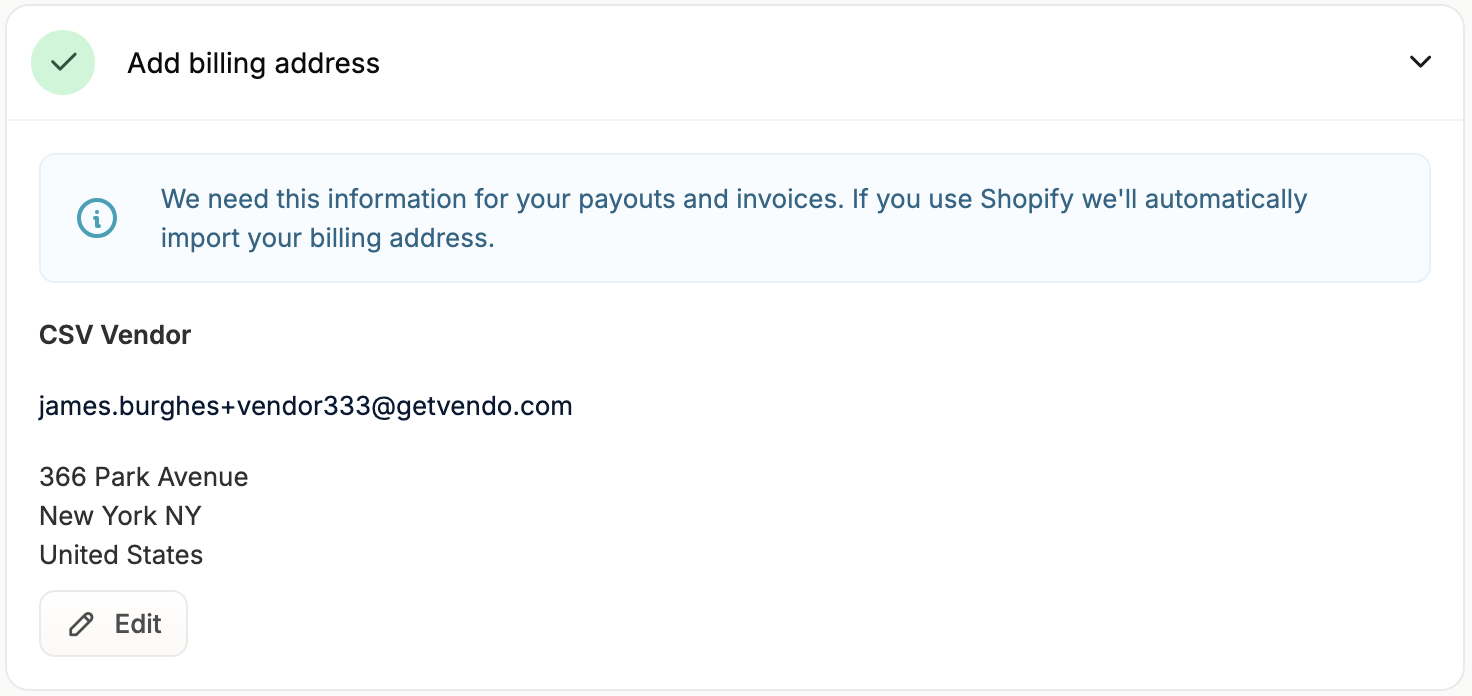 Add billing address
We need this information for your payouts and invoices. If you use Shopify we'll automatically
import your billing address.
CSV Vendor
james.burghes+vendor333@getvendo.com
366 Park Avenue
New York NY
United States
Edit